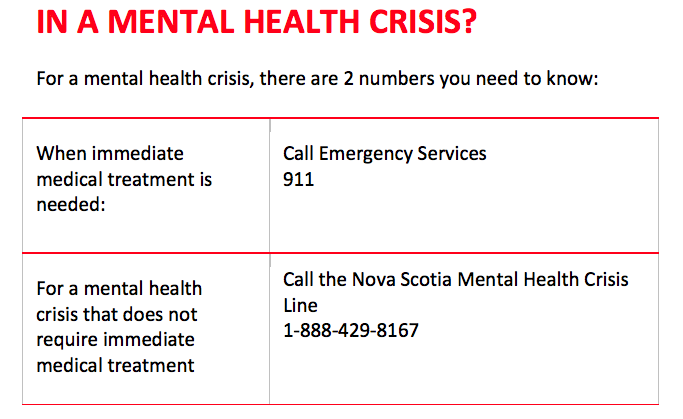 IN A MENTAL HEALTH CRISIS?
For a mental health crisis, there are 2 numbers you need to know:
When immediate
medical treatment is
needed:
Call Emergency Services
911
For a mental health
crisis that does not
require immediate
medical treatment
Call the Nova Scotia Mental Health Crisis
Line
1-888-429-8167